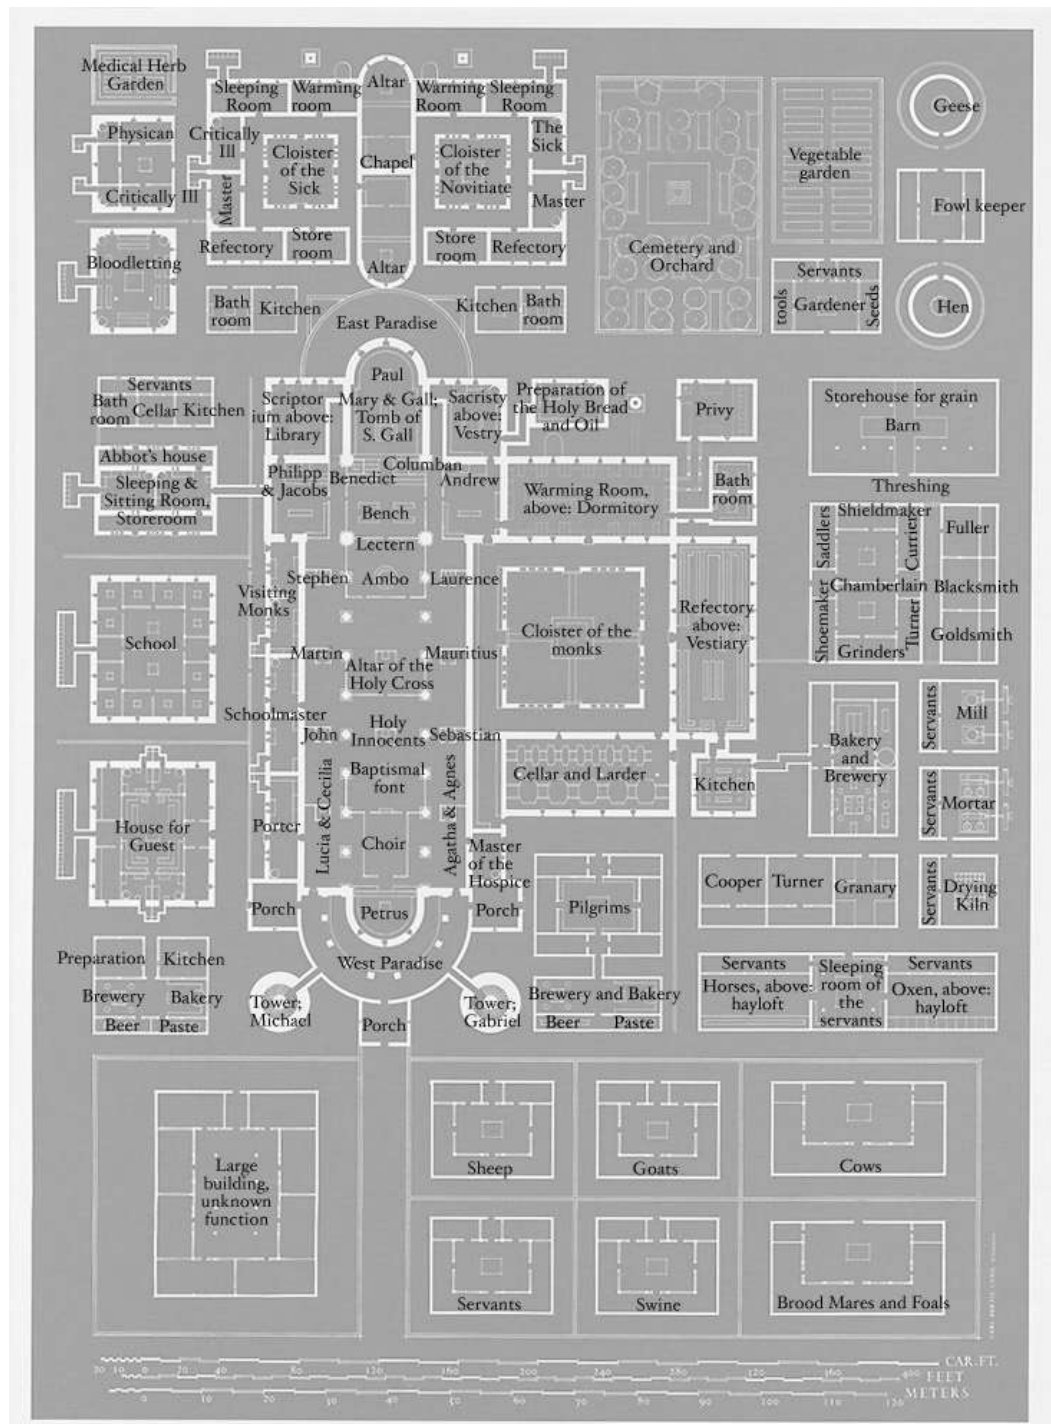 Medical Herb
Garden
Physican
Critically Ill
Bloodletting
Sleeping
Room
Warming
room
Altar
Warming
Room
Sleeping
Room
Critically
Ill
Cloister
of the
Sick
Chapel
Cloister
of the
Novitiate
The
Sick
Master
Master
Refectory
Store
room
Altar
Store
room
Refectory
Bath
room
Kitchen
Kitchen
Bath
room
East Paradise
Cemetery and
Orchard
Vegetable
garden
Servants
tools
Gardener
Seeds
Geese
Fowl keeper
Hen
Servants
Bath
room
Cellar Kitchen
Abbot's house
Sleeping &
Sitting Room,
Storeroom
Scriptor
ium above:
Library
Paul
Mary & Gall;
Tomb of
S. Gall
Sacristy
above:
Vestry
Preparation of
the Holy Bread
and Oil
Privy
Storehouse for grain
Barn
Threshing
Philipp
& Jacobs
Benedict
Columban
Andrew
Bench
Lectern
Warming Room,
above: Dormitory
Bath
room
Saddlers
Shieldmaker
Currier
Fuller
Chamberlain
Blacksmith
Shoemaker
Turner
Goldsmith
Grinders
Stephen
Ambo
Laurence
Visiting
Monks
School
Martin
Mauritius
Altar of the
Holy Cross
Cloister of the
monks
Refectory
above:
Vestiary
Schoolmaster
John
Holy
Innocents
Sebastian
Baptismal
font
Lucia & Cecilia
Agatha & Agnes
Choir
Cellar and Larder
Kitchen
Bakery
and
Brewery
Servants
Mill
Servants
Mortar
House for
Guest
Porter
Master
of the
Hospice
Porch
Petrus
Porch
Pilgrims
Cooper
Turner
Granary
Servants
Drying
Kiln
Preparation
Kitchen
Brewery
Bakery
Beer
Paste
West Paradise
Tower;
Michael
Tower;
Gabriel
Porch
Brewery and Bakery
Beer
Paste
Servants
Horses, above:
hayloft
Sleeping
room of
the
servants
Servants
Oxen, above:
hayloft
Large
building,
unknown
function
Sheep
Goats
Cows
Servants
Swine
Brood Mares and Foals
CAR.FT.
FEET
METERS